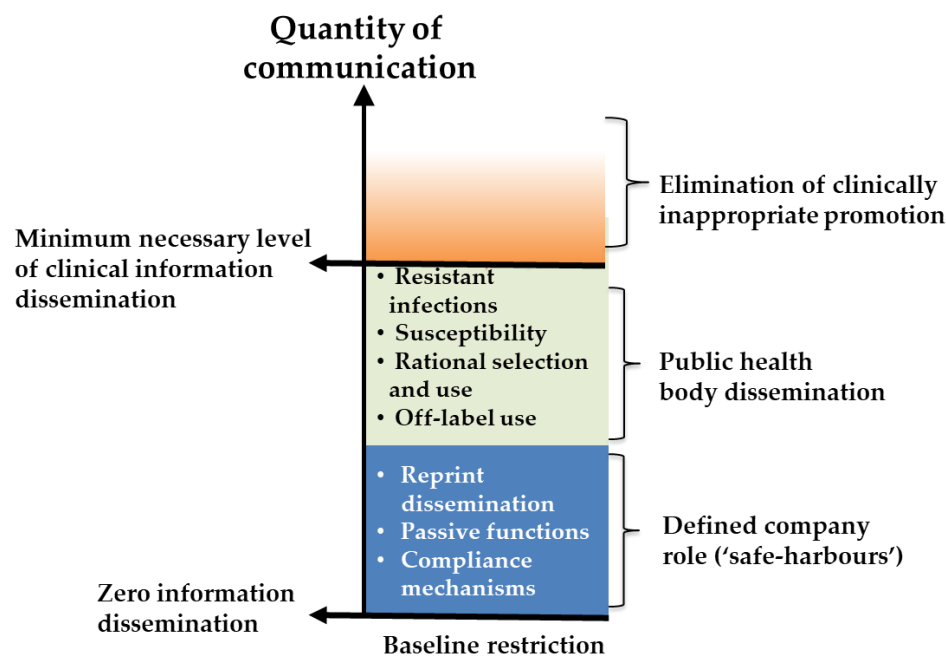 Quantity of
communication
Elimination of clinically
inappropriate promotion
Minimum necessary level
of clinical information
dissemination
• Resistant
infections
• Susceptibility
• Rational selection
and use
• Off-label use
Public health
body dissemination
• Reprint
dissemination
• Passive functions
• Compliance
mechanisms
Defined company
role (‘safe-harbours’)
Zero information
dissemination
Baseline restriction